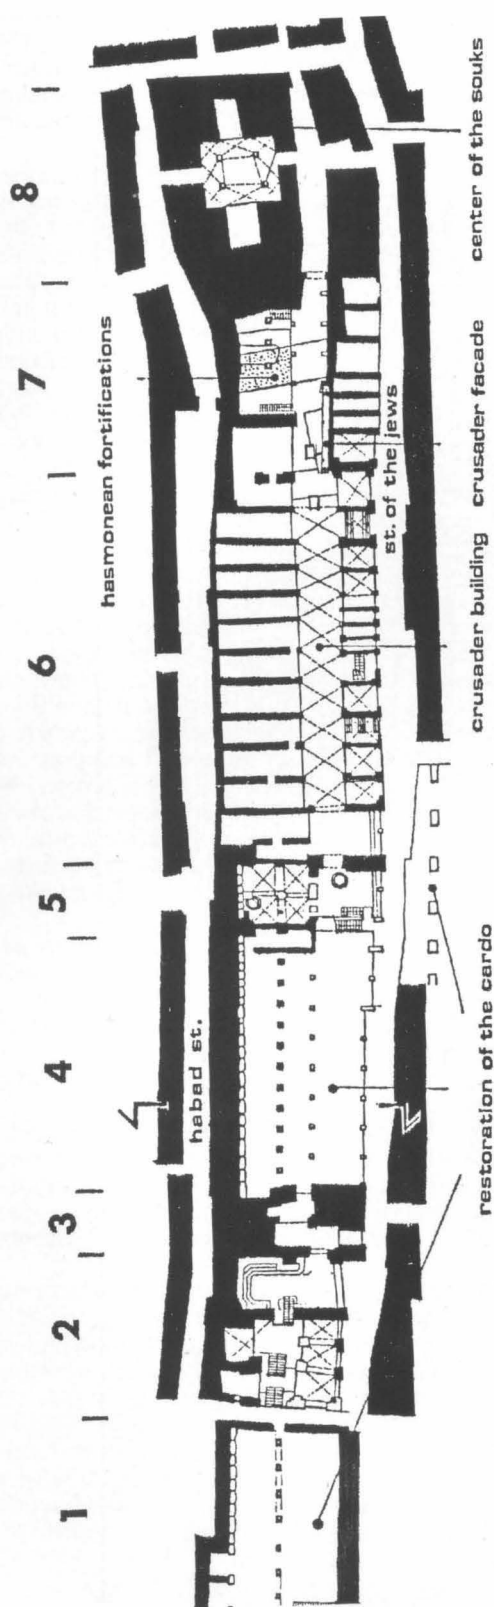 1
2
3
4
5
6
7
8
hasmonean fortifications
habad st.
st. of the jews
restoration of the cardo
crusader building
crusader facade
center of the souks